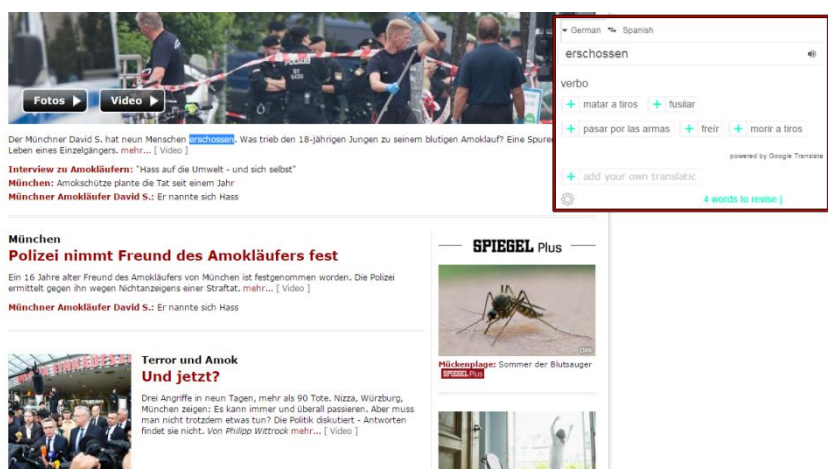 Fotos
Video
Der Münchner David S. hat neun Menschen erschossen. Was trieb den 18-jährigen Jungen zu seinem blutigen Amoklauf? Eine Spuren
Leben eines Einzelgängers. mehr... [ Video ]
Interview zu Amokläufern: "Hass auf die Umwelt - und sich selbst"
München: Amokschütze plante die Tat seit einem Jahr
Münchner Amokläufer David S.: Er nannte sich Hass
German Spanish
erschossen
verbo
+ matar a tiros + fusilar
+ pasar por las armas + freír + morir a tiros
powered by Google Translate
+ add your own translatic
4 words to revise |
München
Polizei nimmt Freund des Amokläufers fest
Ein 16 Jahre alter Freund des Amokläufers von München ist festgenommen worden. Die Polizei
ermittelt gegen ihn wegen Nichtanzeigens einer Straftat. mehr... [ Video ]
Münchner Amokläufer David S.: Er nannte sich Hass
Terror und Amok
Und jetzt?
Drei Angriffe in neun Tagen, mehr als 90 Tote. Nizza, Würzburg,
München zeigen: Es kann immer und überall passieren. Aber muss
man nicht trotzdem etwas tun? Die Politik diskutiert - Antworten
findet sie nicht. Von Philipp Wittrock mehr... [ Video ]
SPIEGEL Plus
DPA
Mückenplage: Sommer der Blutsauger
SPIEGEL Plus